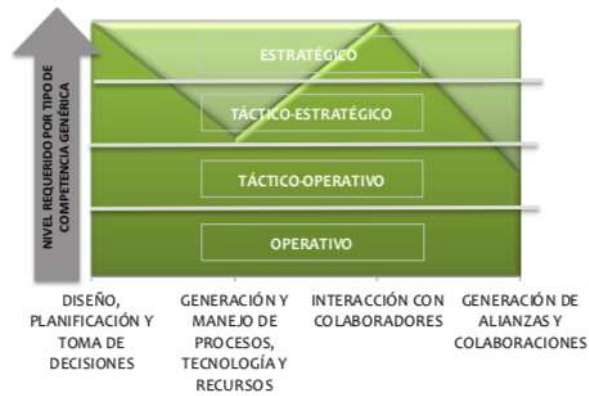 NIVEL REQUERIDO POR TIPO DE
COMPETENCIA GENÉRICA
ESTRATÉGICO
TÁCTICO-ESTRATÉGICO
TÁCTICO-OPERATIVO
OPERATIVO
DISEÑO,
PLANIFICACIÓN Y
TOMA DE
DECISIONES
GENERACIÓN Y
MANEJO DE
PROCESOS,
TECNOLOGÍA Y
RECURSOS
INTERACCIÓN CON
COLABORADORES
GENERACIÓN DE
ALIANZAS Y
COLABORACIONES